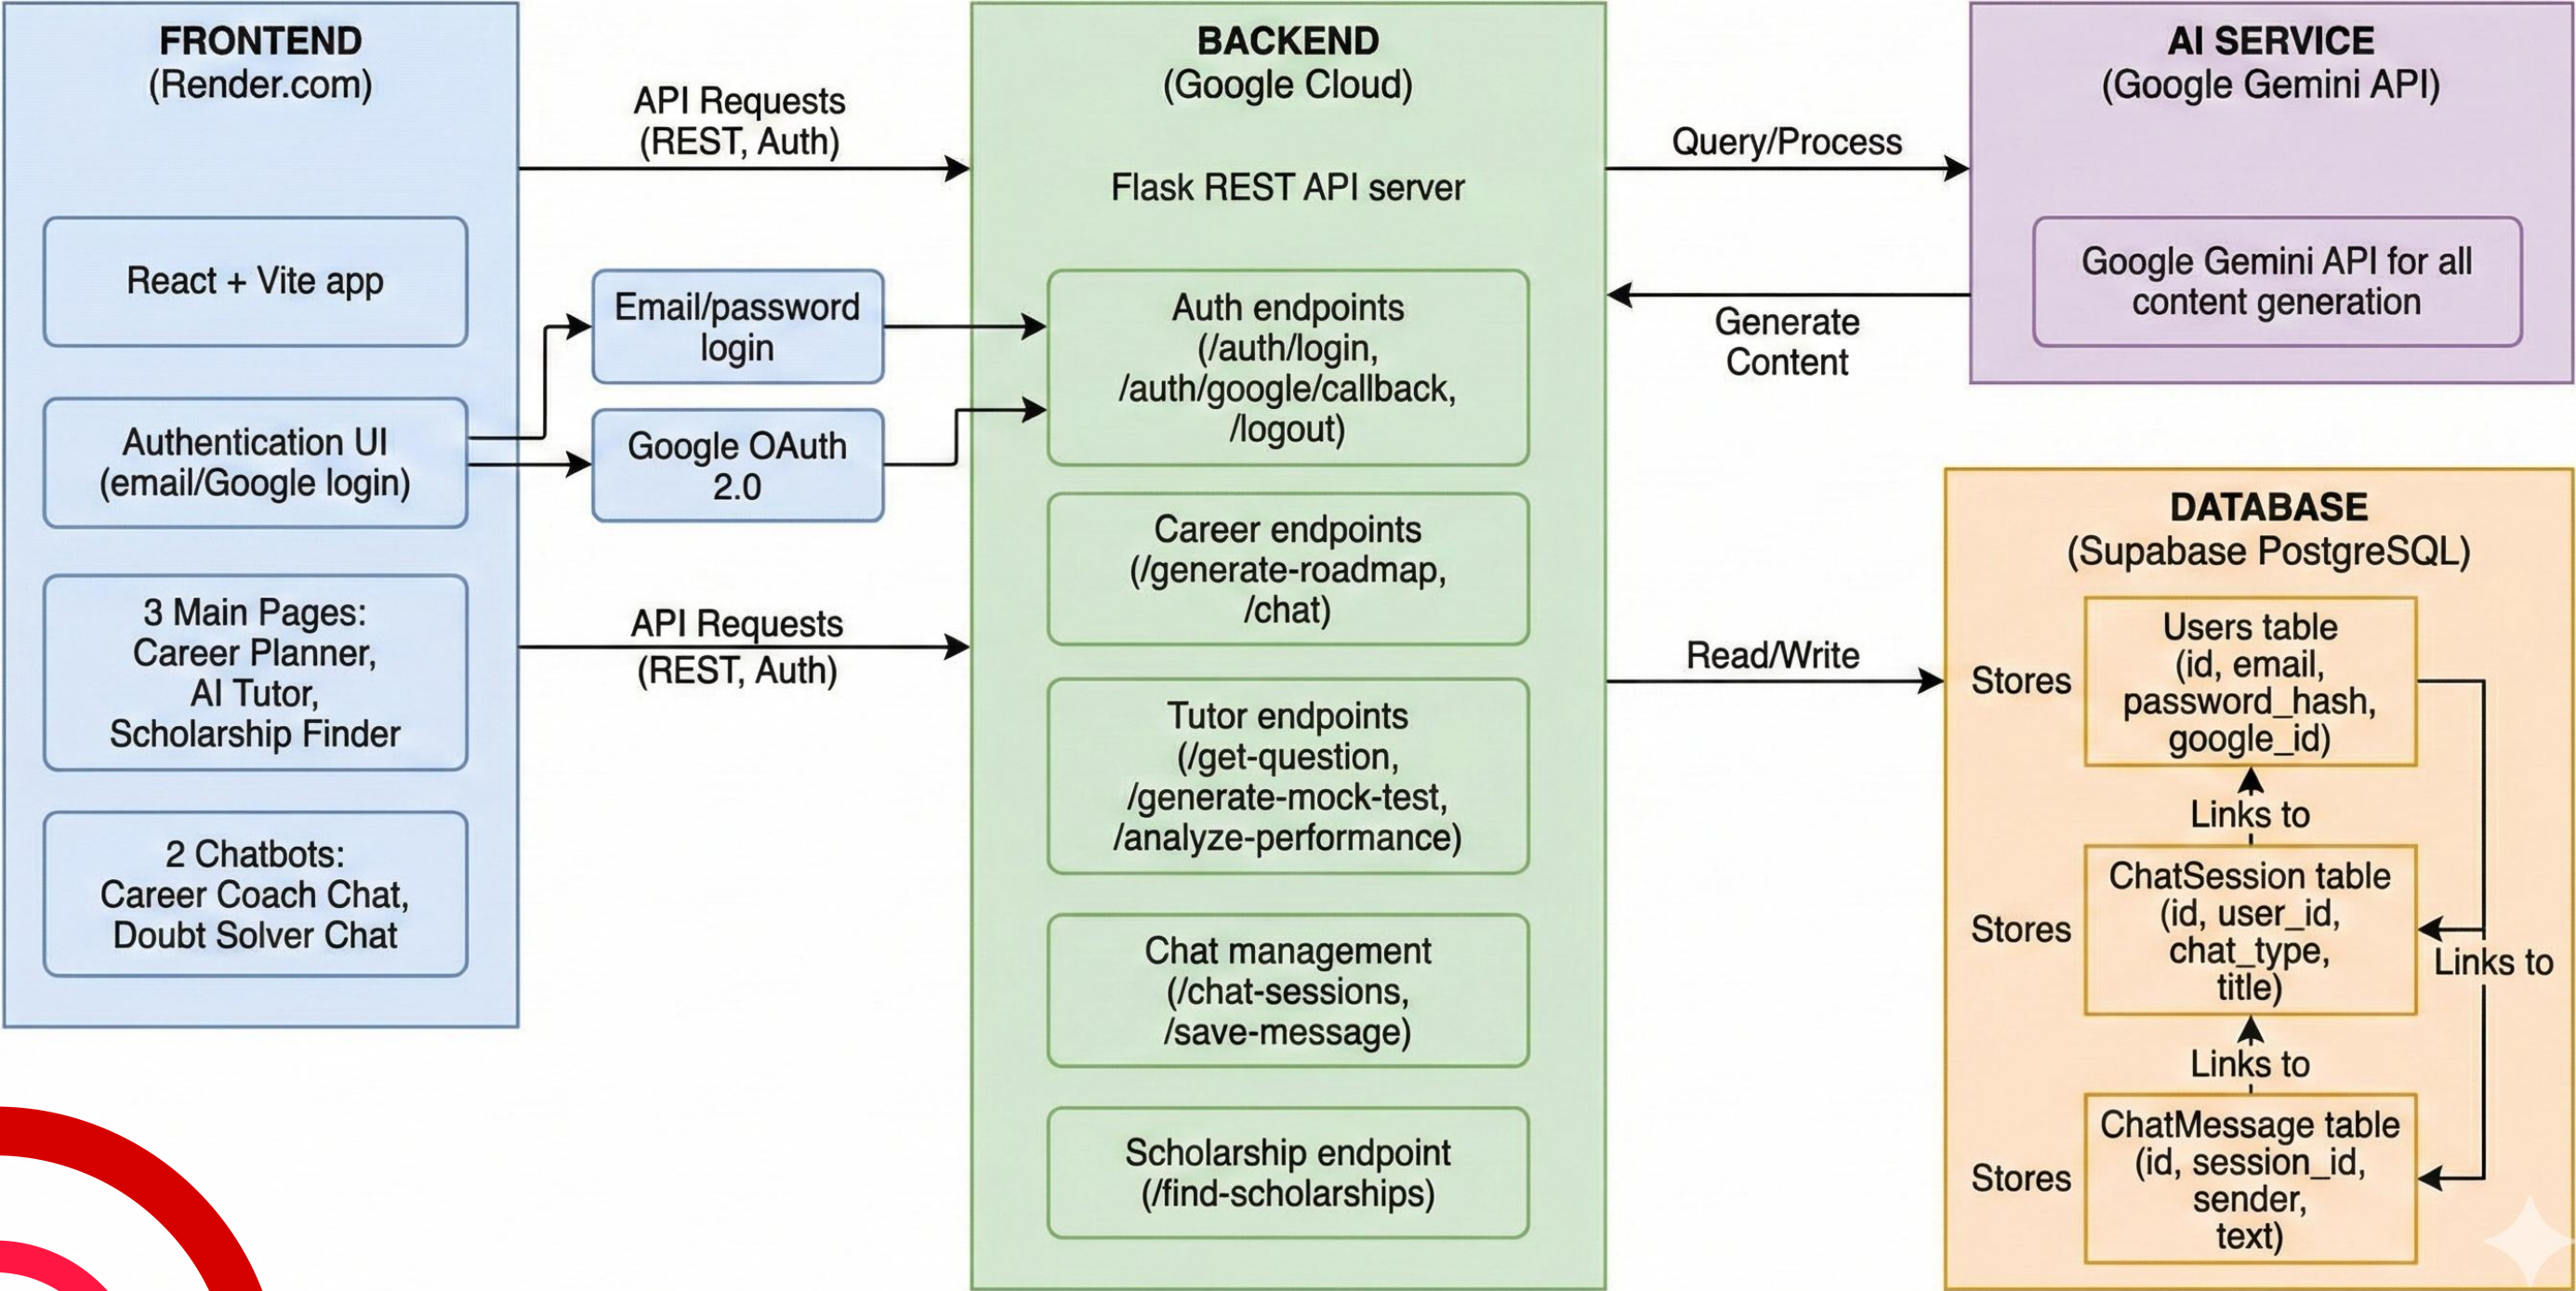 FRONTEND
(Render.com)
React + Vite app
Authentication UI
(email/Google login)
3 Main Pages:
Career Planner,
AI Tutor,
Scholarship Finder
2 Chatbots:
Career Coach Chat,
Doubt Solver Chat
API Requests
(REST, Auth)
Email/password
login
Google OAuth
2.0
API Requests
(REST, Auth)
BACKEND
(Google Cloud)
Flask REST API server
Auth endpoints
(/auth/login,
/auth/google/callback,
/logout)
Career endpoints
(/generate-roadmap,
/chat)
Tutor endpoints
(/get-question,
/generate-mock-test,
/analyze-performance)
Chat management
(/chat-sessions,
/save-message)
Scholarship endpoint
(/find-scholarships)
Query/Process
Generate
Content
Read/Write
AI SERVICE
(Google Gemini API)
Google Gemini API for all
content generation
DATABASE
(Supabase PostgreSQL)
Stores
Users table
(id, email,
password_hash,
google_id)
Links to
Stores
ChatSession table
(id, user_id,
chat_type,
title)
Links to
Links to
Stores
ChatMessage table
(id, session_id,
sender,
text)